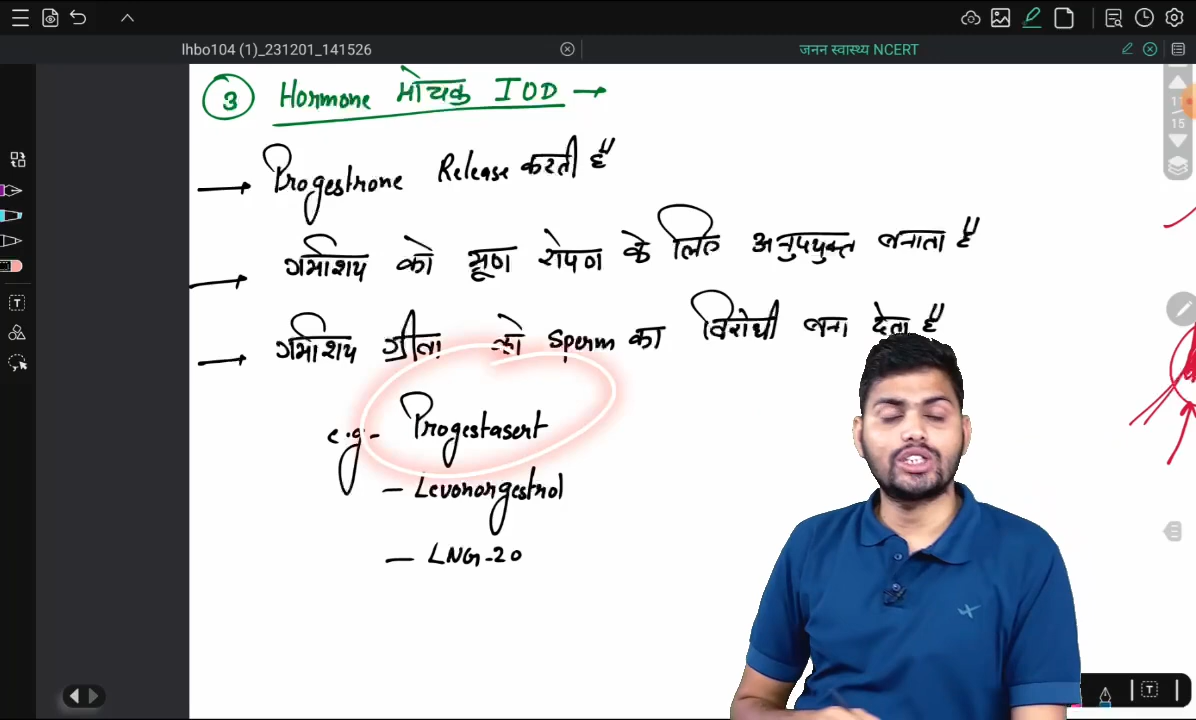 lhbo104 (1)_231201_141526
जनन स्वास्थ्य NCERT
15
3 Hormone मोचक IOD →
→ Progestrone Release करती हैं
→ गर्भाशय को भ्रूण रोपण के लिए अनुपयुक्त बनाता हैं
→ गर्भाशय ग्रीवा को Sperm का विरोधी बना देता हैं
e.g- Progestasert
- Levonorgestrol
- LNG-20